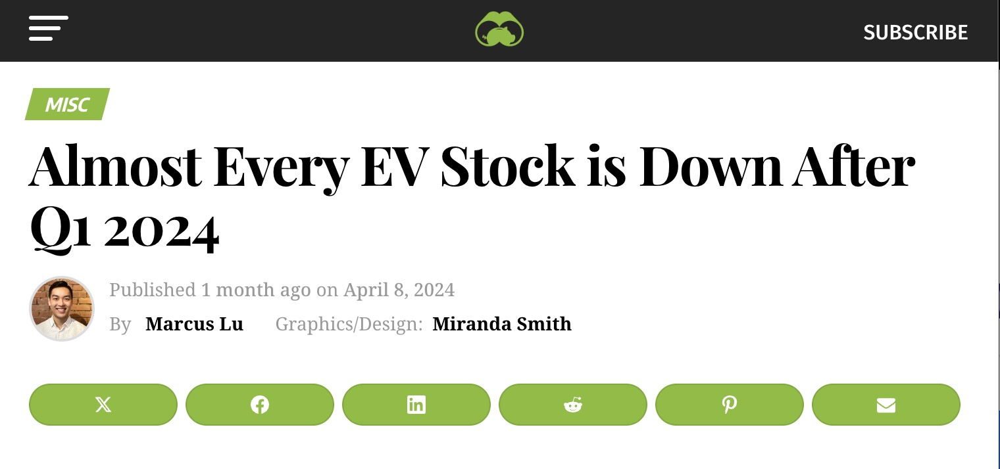 SUBSCRIBE
MISC
Almost Every EV Stock is Down After
Q1 2024
Published 1 month ago on April 8, 2024
By Marcus Lu Graphics/Design: Miranda Smith